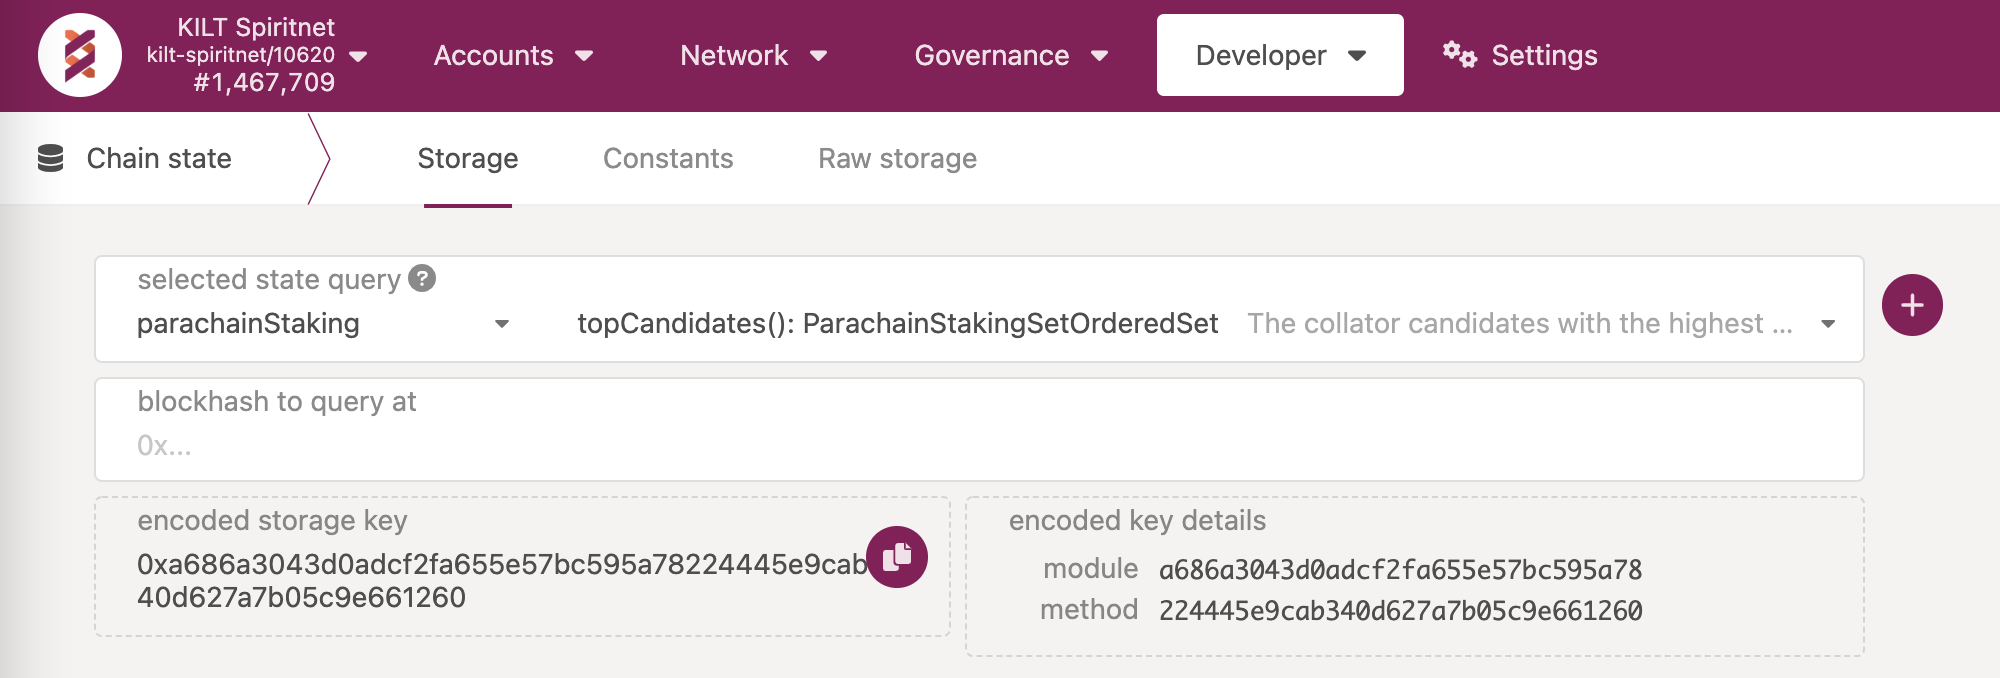 KILT Spiritnet
kilt-spiritnet/10620
#1,467,709
Accounts
Network
Governance
Developer
Settings
Chain state
Storage
Constants
Raw storage
selected state query ?
parachainStaking
topCandidates(): ParachainStakingSetOrderedSet The collator candidates with the highest ...
blockhash to query at
0x...
encoded storage key
0xa686a3043d0adcf2fa655e57bc595a78224445e9cab
40d627a7b05c9e661260
encoded key details
module a686a3043d0adcf2fa655e57bc595a78
method 224445e9cab340d627a7b05c9e661260